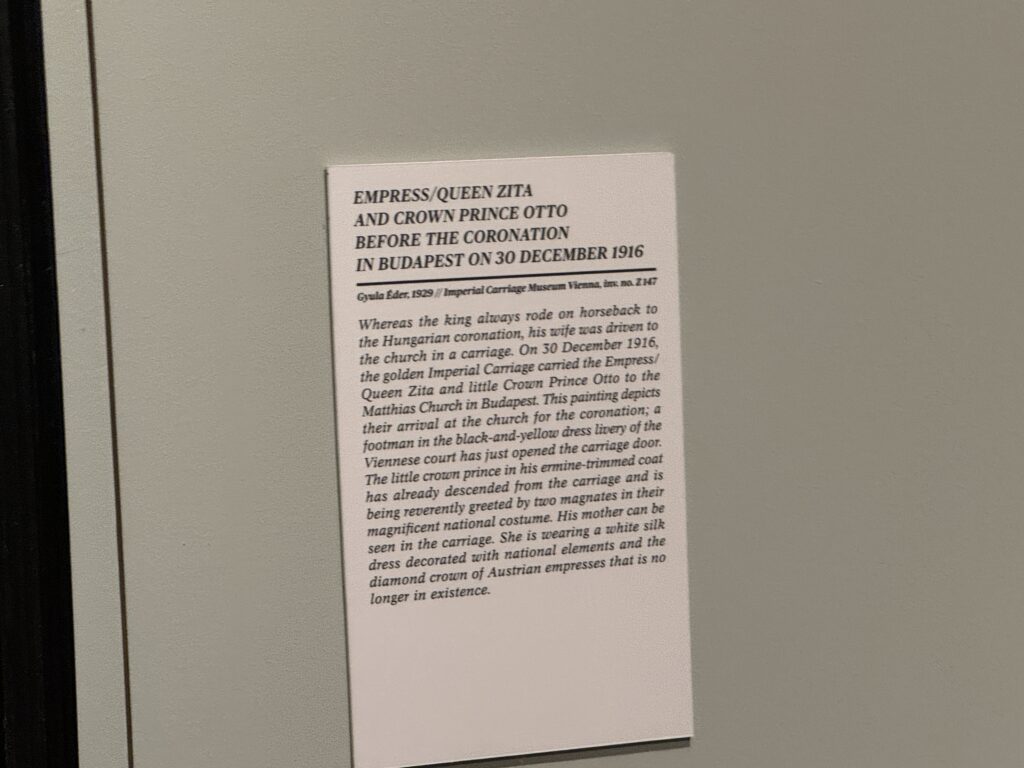 EMPRESS/QUEEN ZITA
AND CROWN PRINCE OTTO
BEFORE THE CORONATION
IN BUDAPEST ON 30 DECEMBER 1916
Gyula Éder, 1929 // Imperial Carriage Museum Vienna, inv. no. Z 147
Whereas the king always rode on horseback to
the Hungarian coronation, his wife was driven to
the church in a carriage. On 30 December 1916,
the golden Imperial Carriage carried the Empress/
Queen Zita and little Crown Prince Otto to the
Matthias Church in Budapest. This painting depicts
their arrival at the church for the coronation; a
footman in the black-and-yellow dress livery of the
Viennese court has just opened the carriage door.
The little crown prince in his ermine-trimmed coat
has already descended from the carriage and is
being reverently greeted by two magnates in their
magnificent national costume. His mother can be
seen in the carriage. She is wearing a white silk
dress decorated with national elements and the
diamond crown of Austrian empresses that is no
longer in existence.